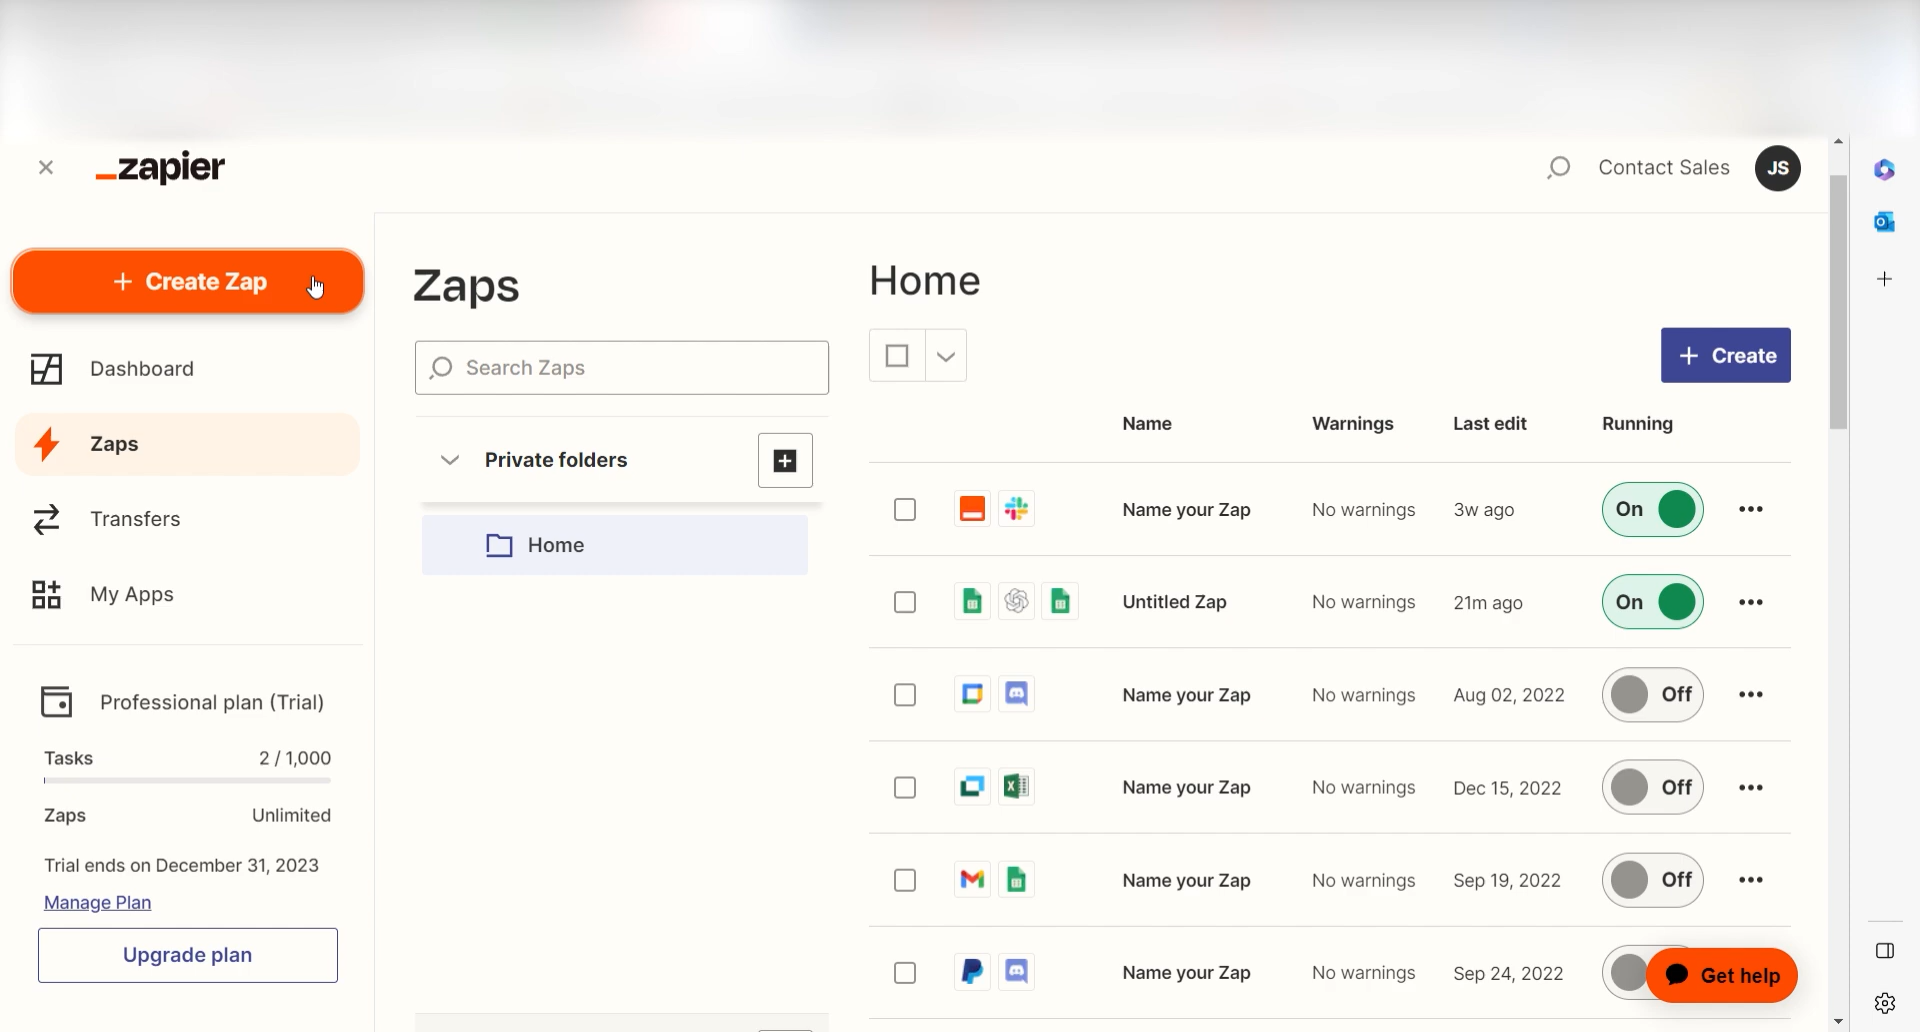 zapier
Contact Sales
JS
+ Create Zap
Dashboard
Zaps
Transfers
My Apps
Professional plan (Trial)
Tasks 2 / 1,000
Zaps Unlimited
Trial ends on December 31, 2023
Manage Plan
Upgrade plan
Zaps
Search Zaps
Private folders
Home
Home
+ Create
Name Warnings Last edit Running
Name your Zap No warnings 3w ago On
Untitled Zap No warnings 21m ago On
Name your Zap No warnings Aug 02, 2022 Off
Name your Zap No warnings Dec 15, 2022 Off
Name your Zap No warnings Sep 19, 2022 Off
Name your Zap No warnings Sep 24, 2022
Get help